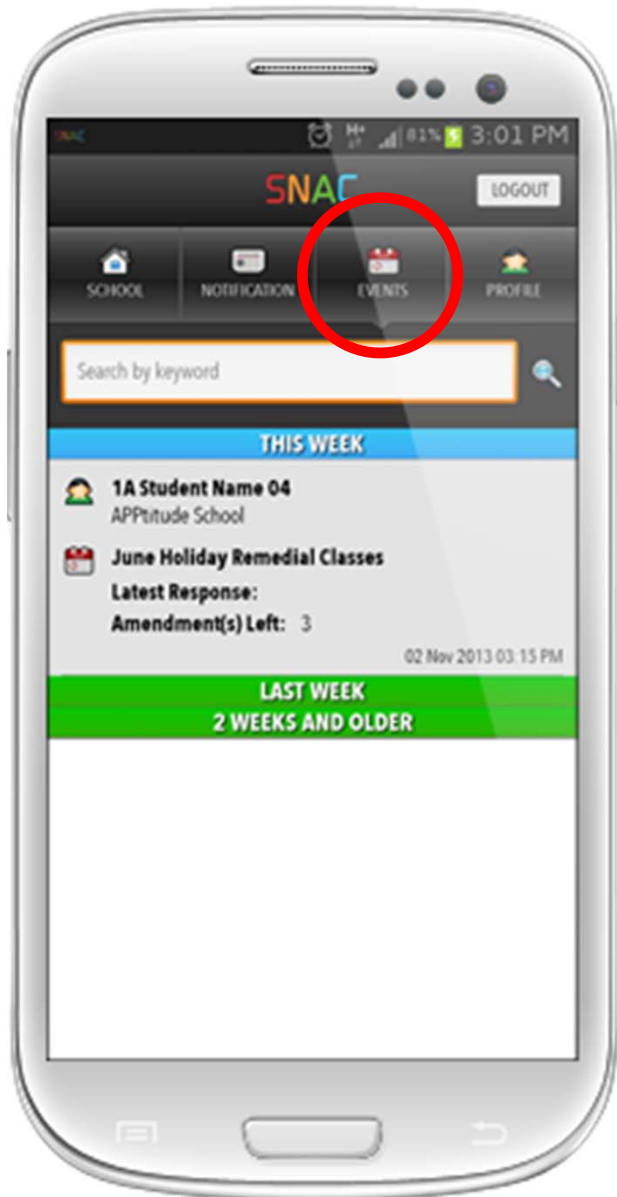 SNAC
H+
81%
3:01 PM
SNAC
LOGOUT
SCHOOL
NOTIFICATION
EVENTS
PROFILE
Search by keyword
THIS WEEK
1A Student Name 04
APPtitude School
June Holiday Remedial Classes
Latest Response:
Amendment(s) Left: 3
02 Nov 2013 03:15 PM
LAST WEEK
2 WEEKS AND OLDER